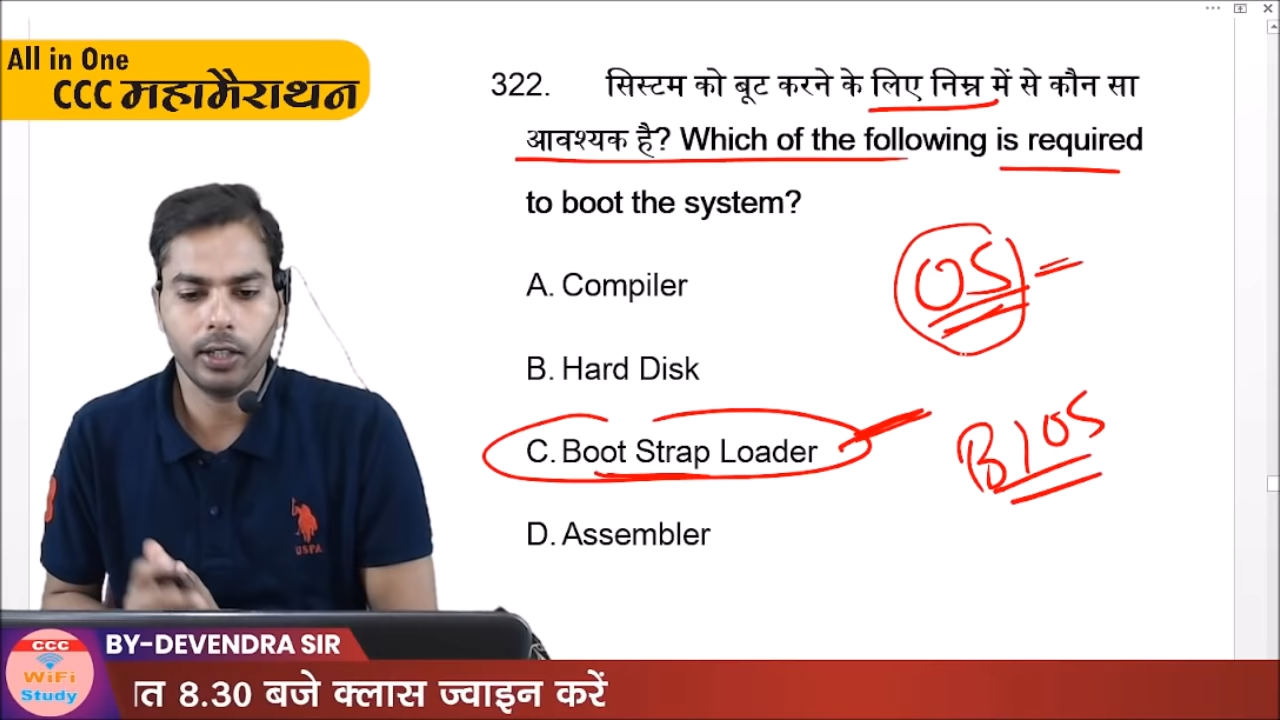 All in One
CCC महामैराथन
322. सिस्टम को बूट करने के लिए निम्न में से कौन सा
आवश्यक है? Which of the following is required
to boot the system?
A. Compiler
B. Hard Disk
C. Boot Strap Loader
D. Assembler
OS
BIOS
USPA
BY-DEVENDRA SIR
CCC
WiFi
Study
ात 8.30 बजे क्लास ज्वाइन करें